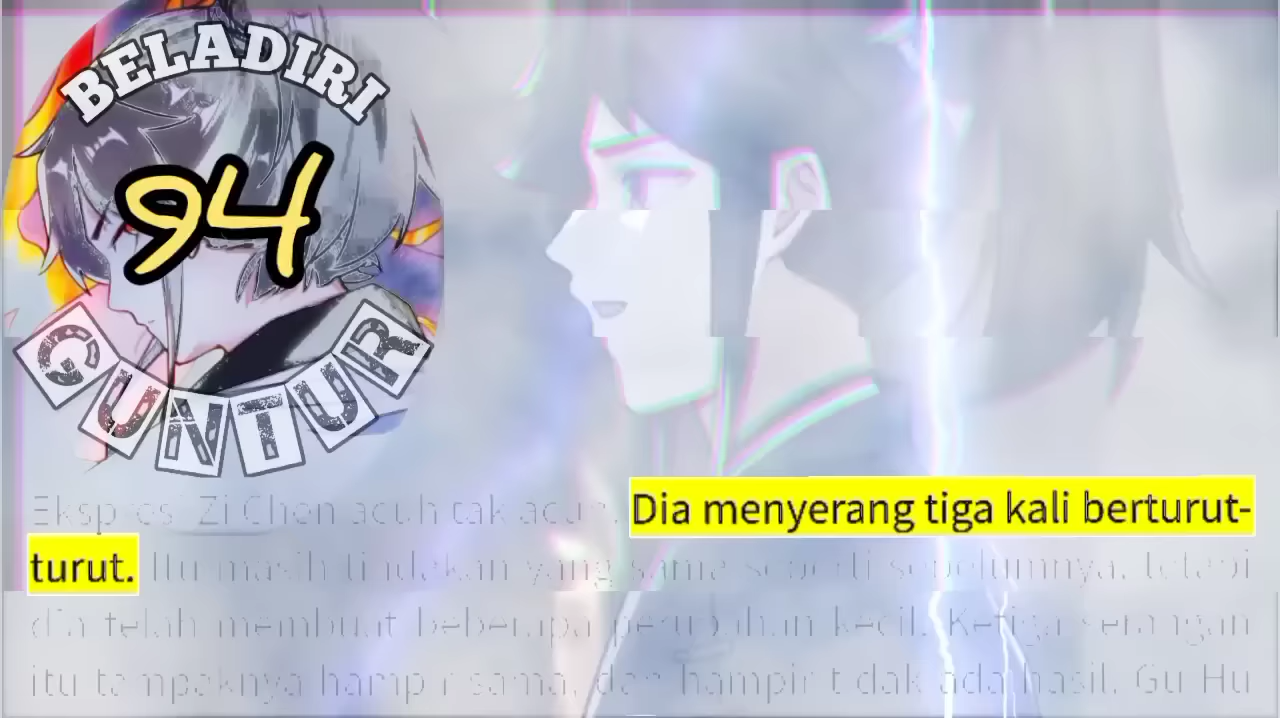 BELADIRI
94
GUNTUR
Ekspresi Zi Chen acuh tak acuh. Dia menyerang tiga kali berturut-
turut. Itu masih tindakan yang sama seperti sebelumnya, tetapi
dia telah membuat beberapa perubahan kecil. Ketiga serangan
itu tampaknya hampir sama, dan hampir tidak ada hasil. Gu Hu